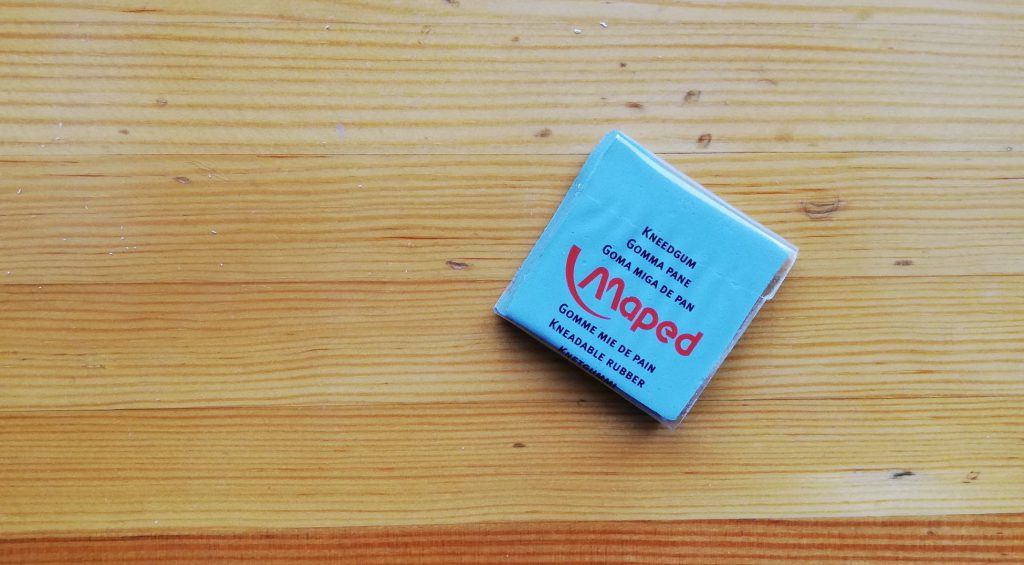 Kneedgum
Gomma pane
Goma miga de pan
Maped
Gomme mie de pain
Kneadable rubber